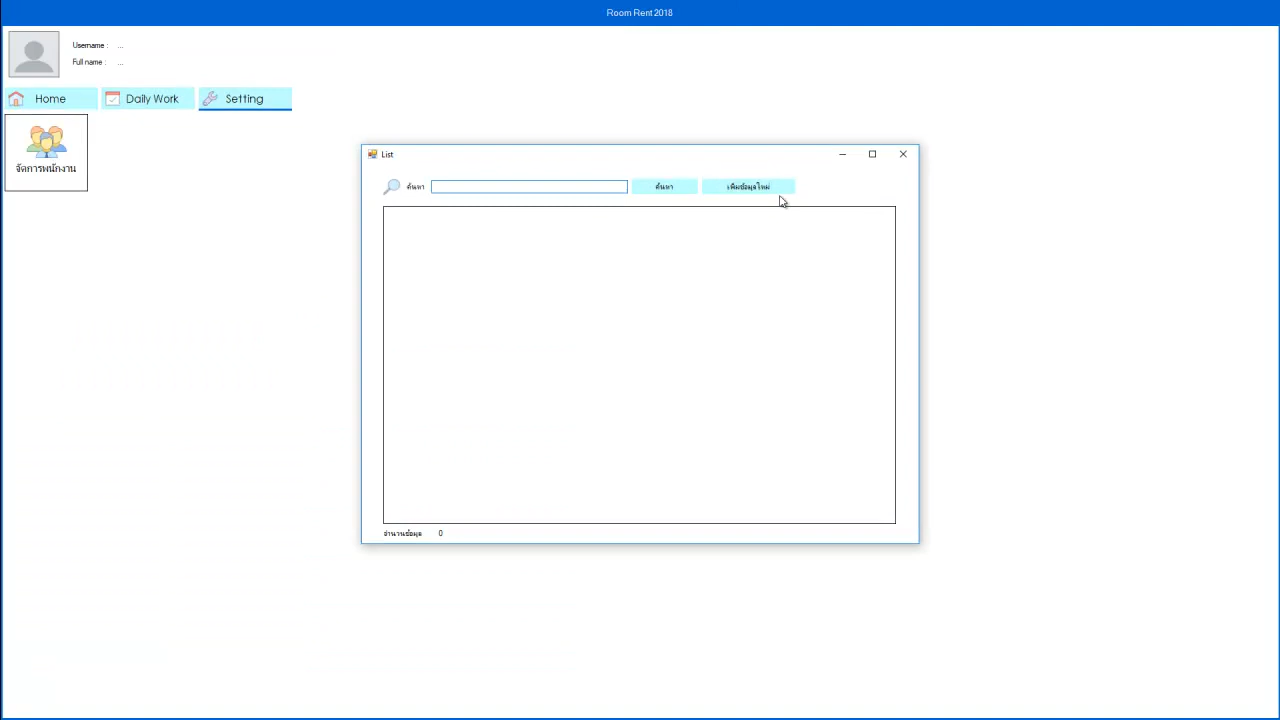 Room Rent 2018
Username : ...
Full name : ...
Home
Daily Work
Setting
จัดการพนักงาน
List
ค้นหา
ค้นหา
เพิ่มข้อมูลใหม่
จำนวนข้อมูล 0